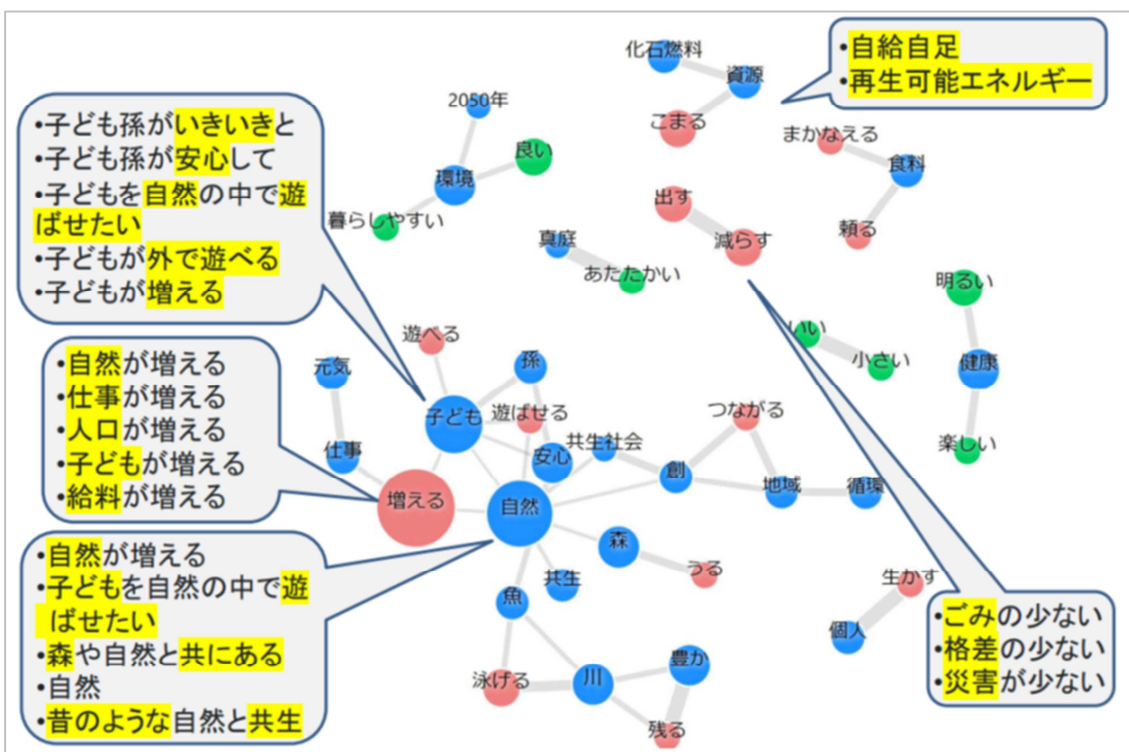 化石燃料
資源
こまる
・自給自足
・再生可能エネルギー
2050年
良い
環境
暮らしやすい
まかなえる
食料
頼る
出す
減らす
真庭
あたたかい
・子ども孫がいきいきと
・子ども孫が安心して
・子どもを自然の中で遊
ばせたい
・子どもが外で遊べる
・子どもが増える
明るい
健康
楽しい
いい
小さい
遊べる
元気
孫
子ども
遊ばせる
仕事
安心
共生社会
つながる
創
地域
循環
増える
自然
・自然が増える
・仕事が増える
・人口が増える
・子どもが増える
・給料が増える
森
うる
共生
魚
生かす
個人
豊か
川
泳げる
残る
・自然が増える
・子どもを自然の中で遊
ばせたい
・森や自然と共にある
・自然
・昔のような自然と共生
・ごみの少ない
・格差の少ない
・災害が少ない